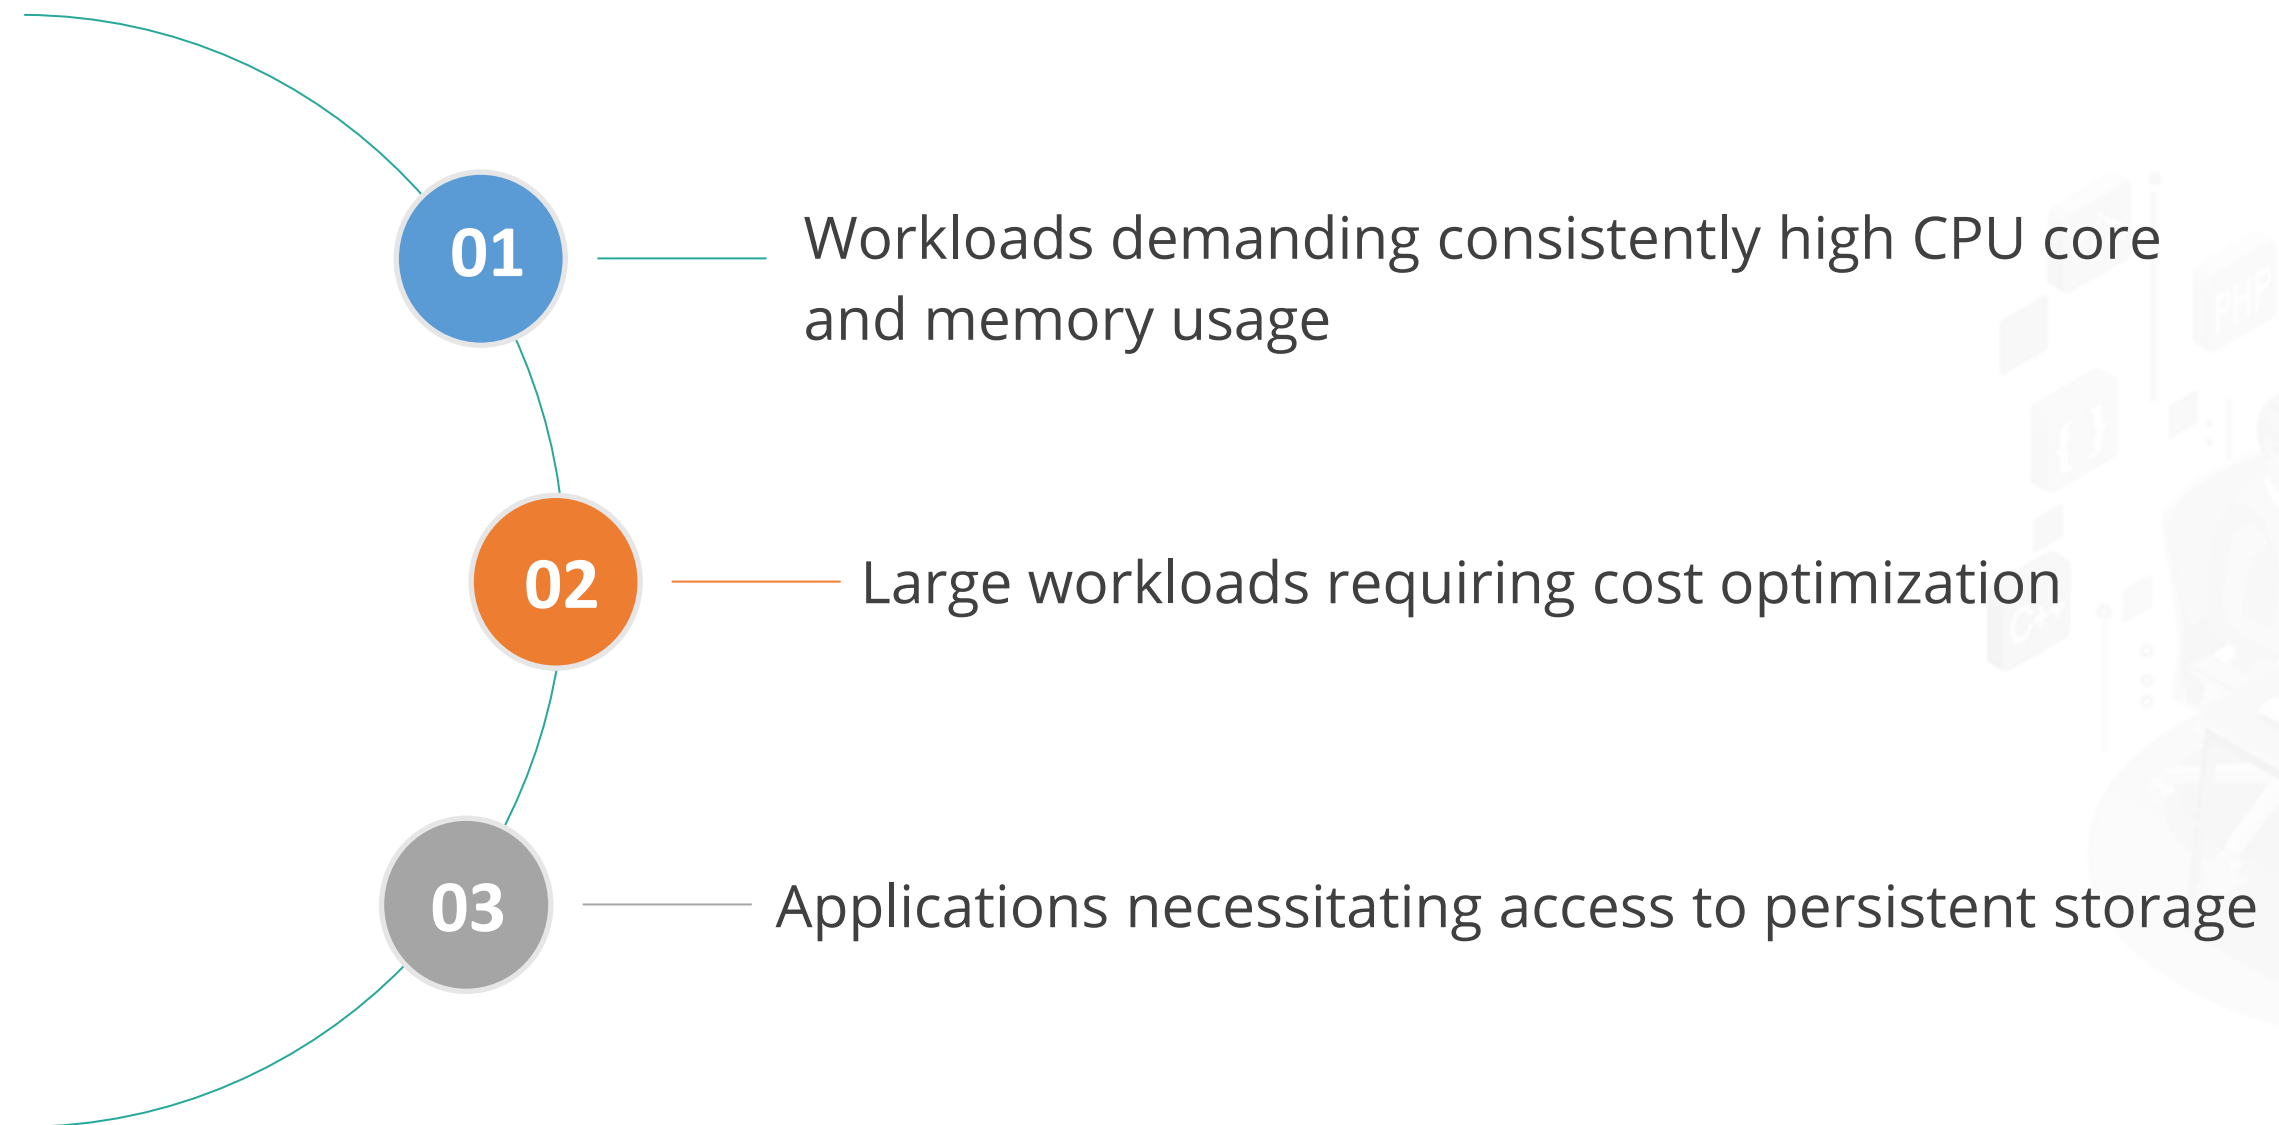 01
Workloads demanding consistently high CPU core
and memory usage
02
Large workloads requiring cost optimization
03
Applications necessitating access to persistent storage
PHP
{ }
C++